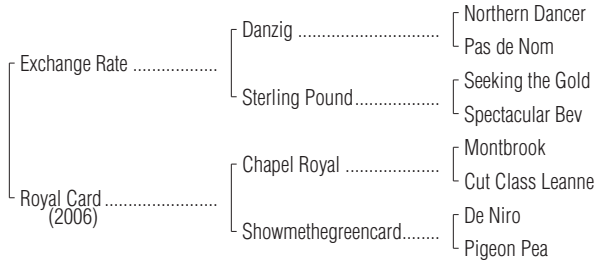 Northern Dancer
Danzig ..............................
Pas de Nom
Exchange Rate ..................
Seeking the Gold
Sterling Pound..................
Spectacular Bev
Montbrook
Chapel Royal ....................
Cut Class Leanne
Royal Card........................
(2006)
De Niro
Showmethegreencard........
Pigeon Pea